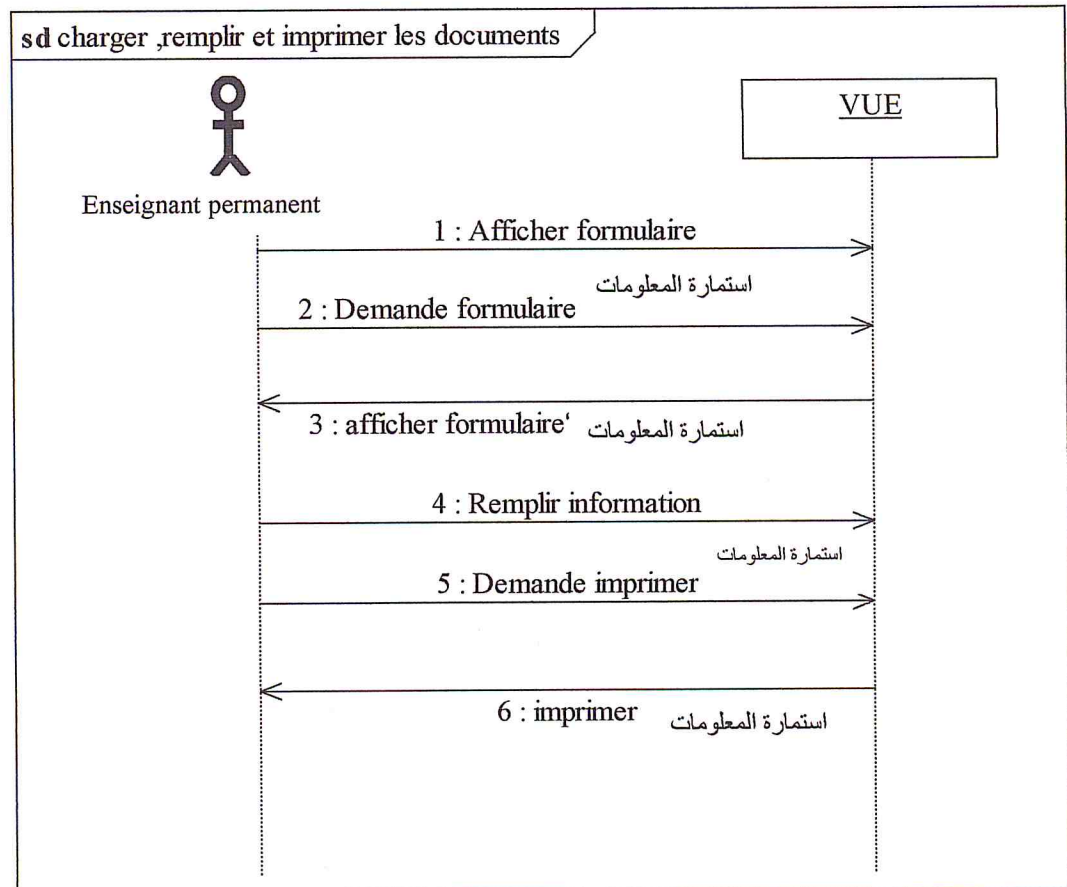 sd charger ,remplir et imprimer les documents
VUE
Enseignant permanent
1 : Afficher formulaire
استمارة المعلومات
2 : Demande formulaire
3 : afficher formulaire‘ استمارة المعلومات
4 : Remplir information
استمارة المعلومات
5 : Demande imprimer
6 : imprimer استمارة المعلومات